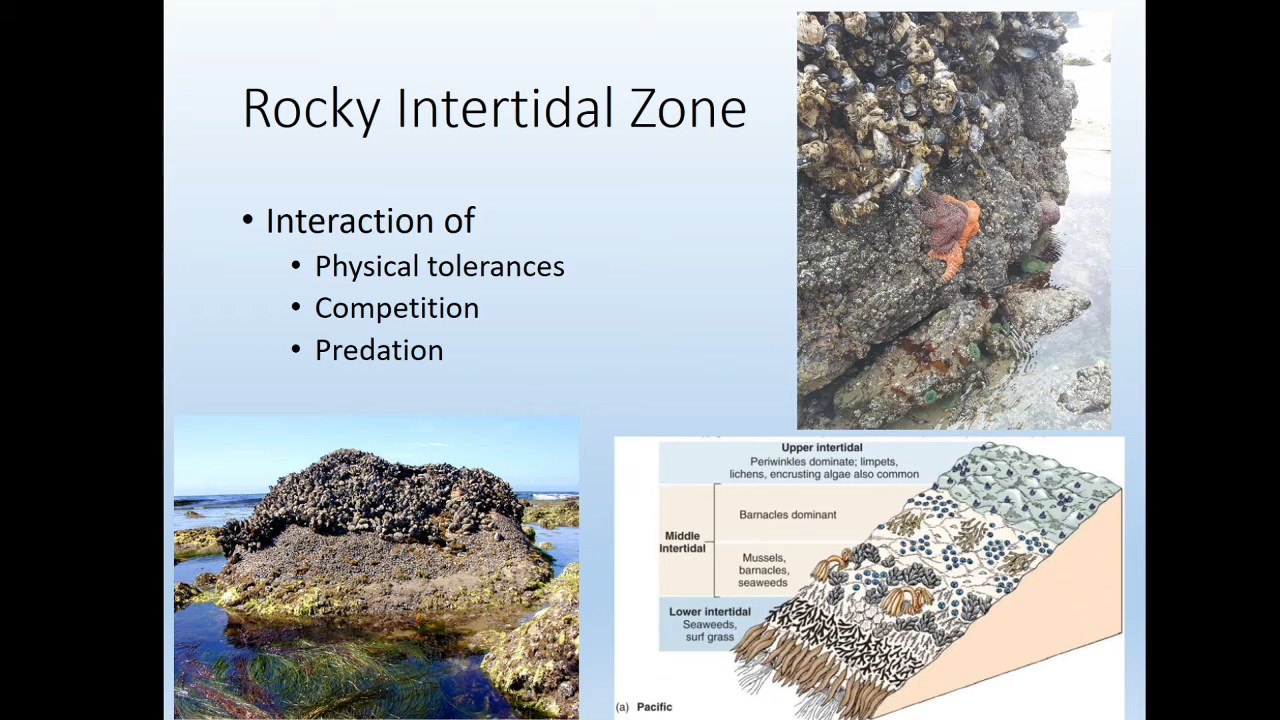 Rocky Intertidal Zone
• Interaction of
• Physical tolerances
• Competition
• Predation
Upper intertidal
Periwinkles dominate; limpets,
lichens, encrusting algae also common
Barnacles dominant
Middle
Intertidal
Mussels,
barnacles,
seaweeds
Lower intertidal
Seaweeds,
surf grass
(a) Pacific